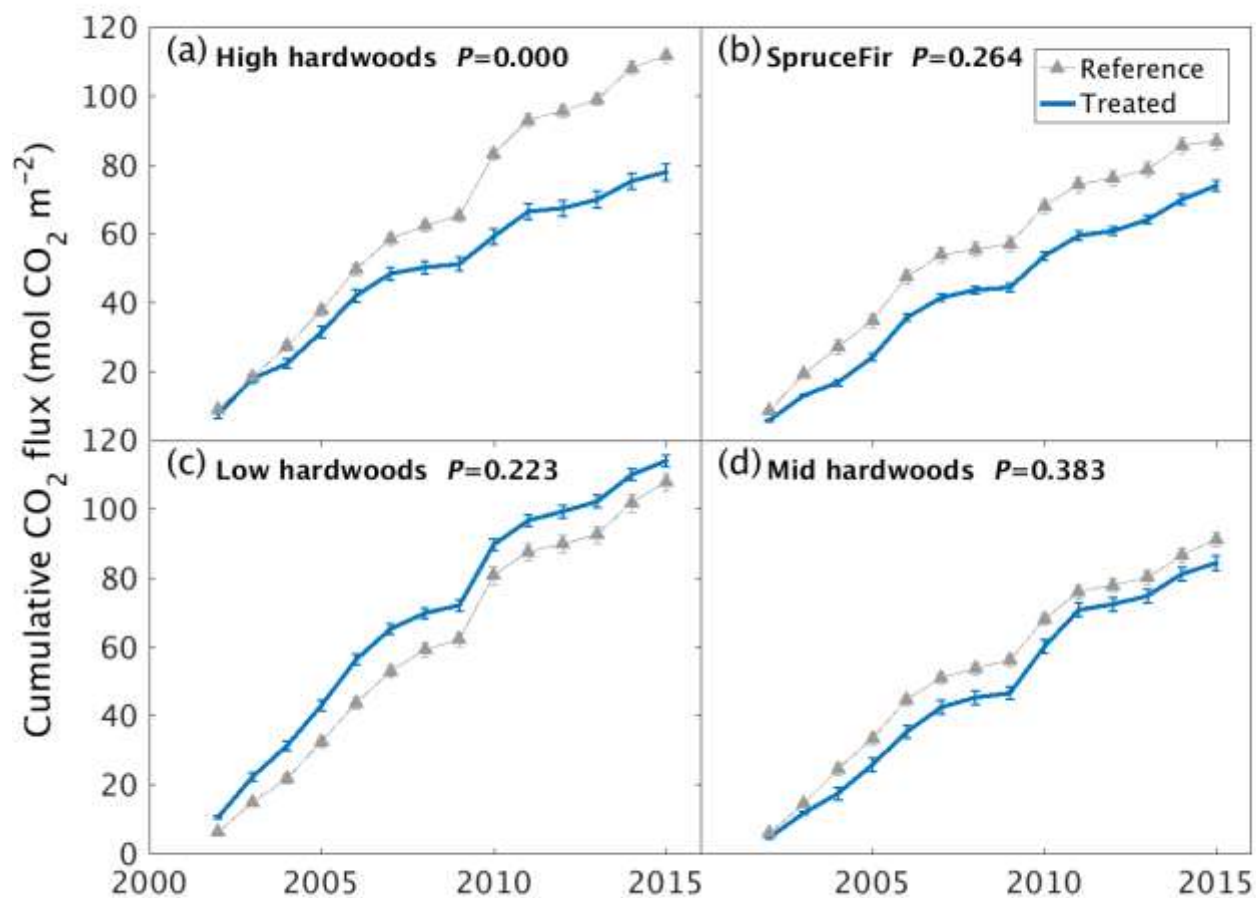 (a) High hardwoods P=0.000
(b) SpruceFir P=0.264
Reference
Treated
(c) Low hardwoods P=0.223
(d) Mid hardwoods P=0.383
Cumulative CO2 flux (mol CO2 m−2)
120
100
80
60
40
20
120
100
80
60
40
20
0
2000
2005
2010
2015
2005
2010
2015